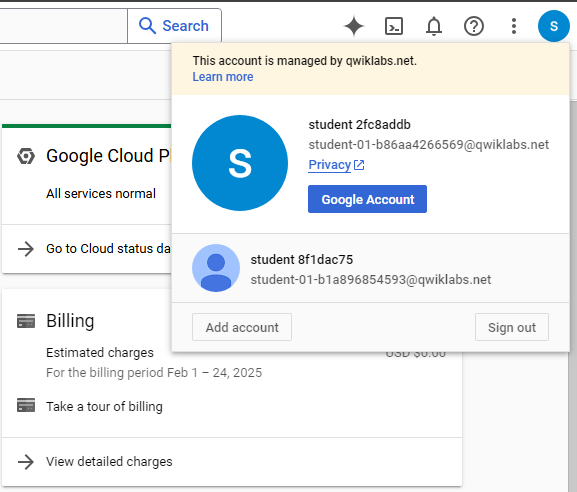 Search
S
This account is managed by qwiklabs.net.
Learn more
S
student 2fc8addb
student-01-b86aa4266569@qwiklabs.net
Privacy
Google Account
student 8f1dac75
student-01-b1a896854593@qwiklabs.net
Add account
Sign out
Google Cloud P
All services normal
Go to Cloud status da
Billing
Estimated charges
USD $0.00
For the billing period Feb 1 – 24, 2025
Take a tour of billing
View detailed charges